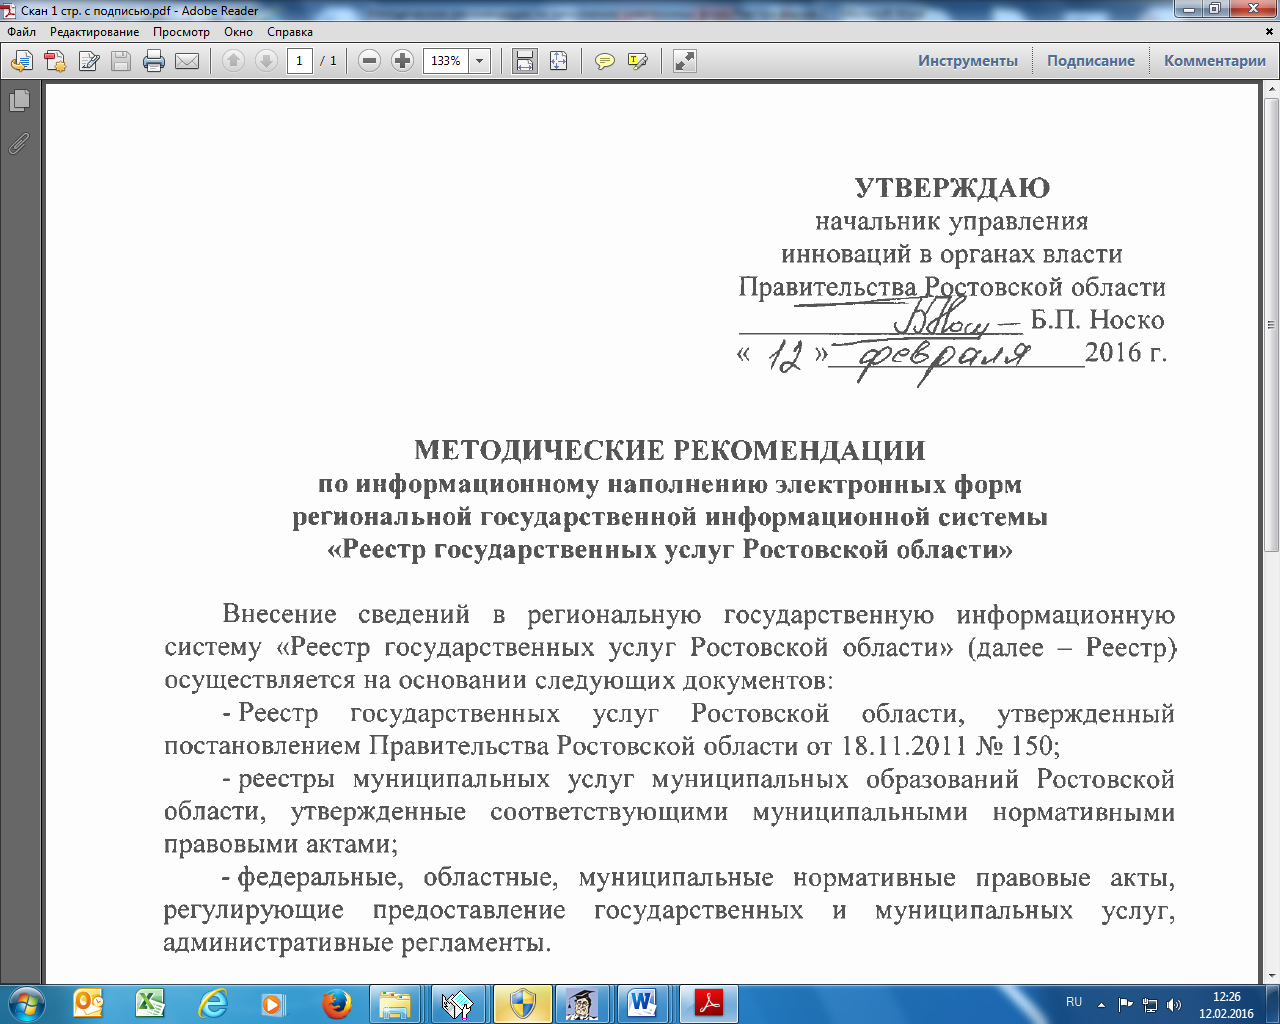 Скан 1 стр. с подписью.pdf - Adobe Reader
Файл Редактирование Просмотр Окно Справка
1 / 1 133% Инструменты Подписание Комментарии
УТВЕРЖДАЮ
начальник управления
инноваций в органах власти
Правительства Ростовской области
Б.П. Носко
« 12 » февраля 2016 г.
МЕТОДИЧЕСКИЕ РЕКОМЕНДАЦИИ
по информационному наполнению электронных форм
региональной государственной информационной системы
«Реестр государственных услуг Ростовской области»
Внесение сведений в региональную государственную информационную
систему «Реестр государственных услуг Ростовской области» (далее – Реестр)
осуществляется на основании следующих документов:
- Реестр государственных услуг Ростовской области, утвержденный
постановлением Правительства Ростовской области от 18.11.2011 № 150;
- реестры муниципальных услуг муниципальных образований Ростовской
области, утвержденные соответствующими муниципальными нормативными
правовыми актами;
- федеральные, областные, муниципальные нормативные правовые акты,
регулирующие предоставление государственных и муниципальных услуг,
административные регламенты.
RU 12:26
12.02.2016